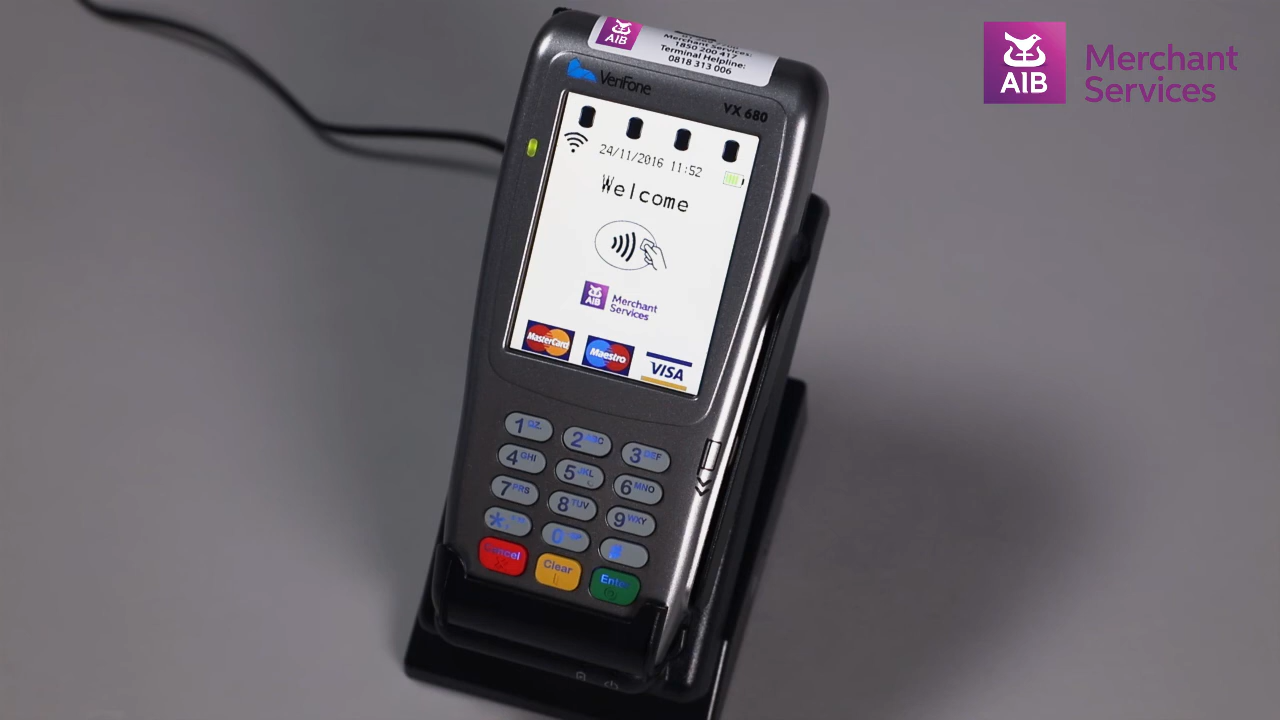 AIB
Merchant Services:
1850 200 417
Terminal Helpline:
0818 313 006
AIB
Merchant
Services
VeriFone
VX 680
24/11/2016 11:52
Welcome
AIB
Merchant
Services
MasterCard
Maestro
VISA
1 QZ.
2 ABC
3 DEF
4 GHI
5 JKL
6 MNO
7 PRS
8 TUV
9 WXY
*
0
#
Cancel
Clear
Enter